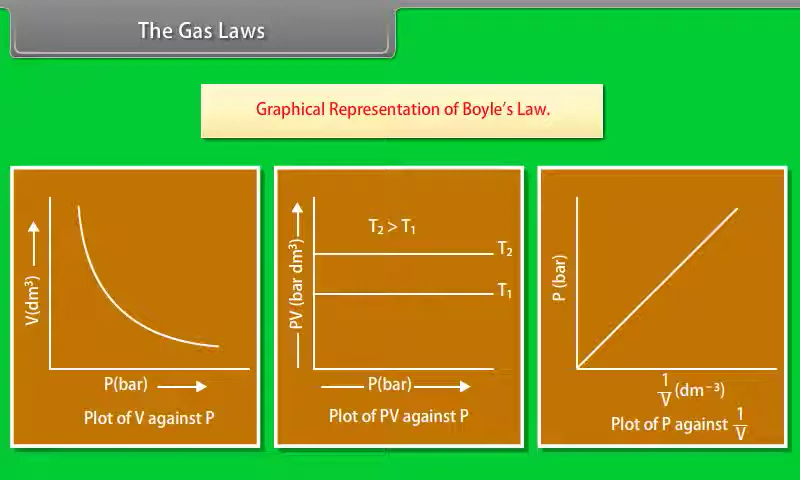 The Gas Laws
Graphical Representation of Boyle's Law.
V(dm³)
P(bar)
Plot of V against P
PV (bar dm³)
T₂ > T₁
T₂
T₁
P(bar)
Plot of PV against P
P (bar)
1/V (dm⁻³)
Plot of P against 1/V